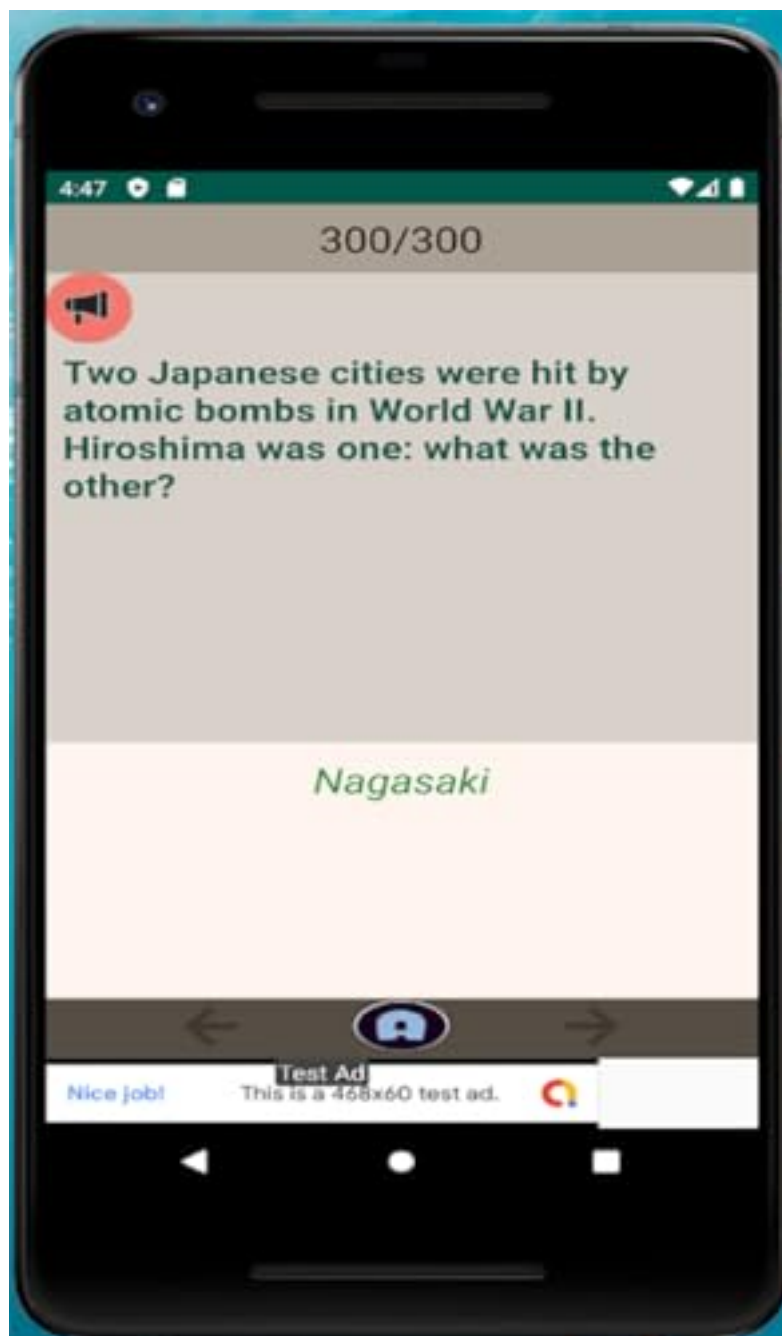 4:47
300/300
Two Japanese cities were hit by
atomic bombs in World War II.
Hiroshima was one: what was the
other?
Nagasaki
A
Test Ad
Nice job!
This is a 468x60 test ad.